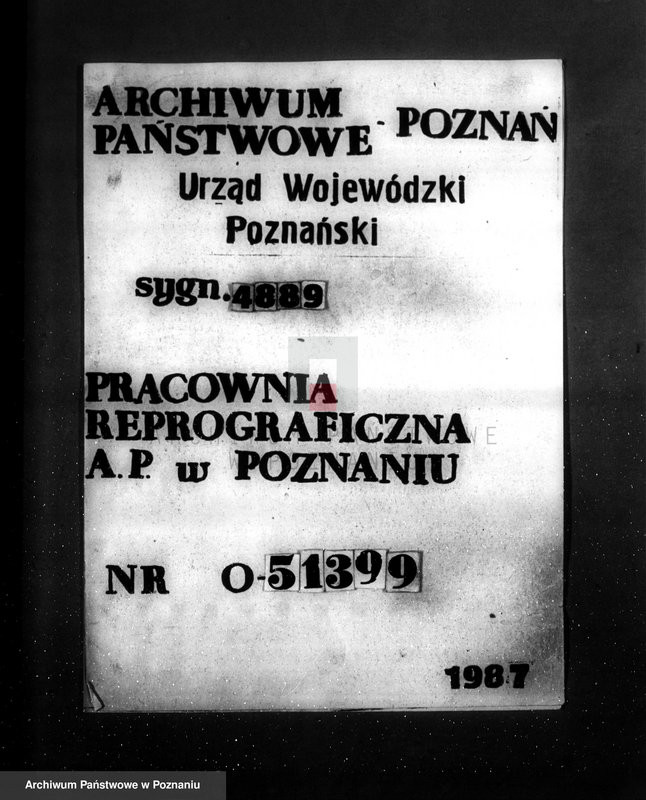 ARCHIWUM
PAŃSTWOWE - POZNAŃ
Urząd Wojewódzki
Poznański
sygn. 4889
PRACOWNIA
REPROGRAFICZNA
A.P. w POZNANIU
NR O-51399
1987
Archiwum Państwowe w Poznaniu